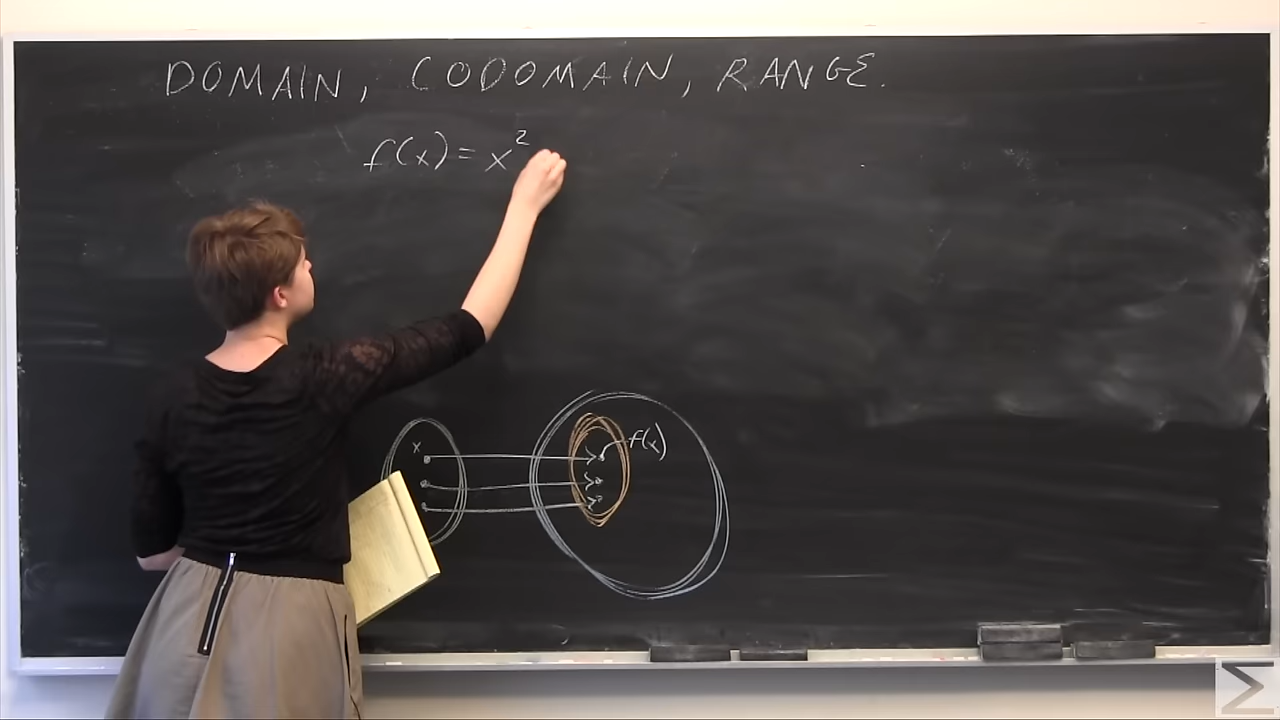 DOMAIN, CODOMAIN, RANGE.
f(x) = x²
x
f(x)
Σ